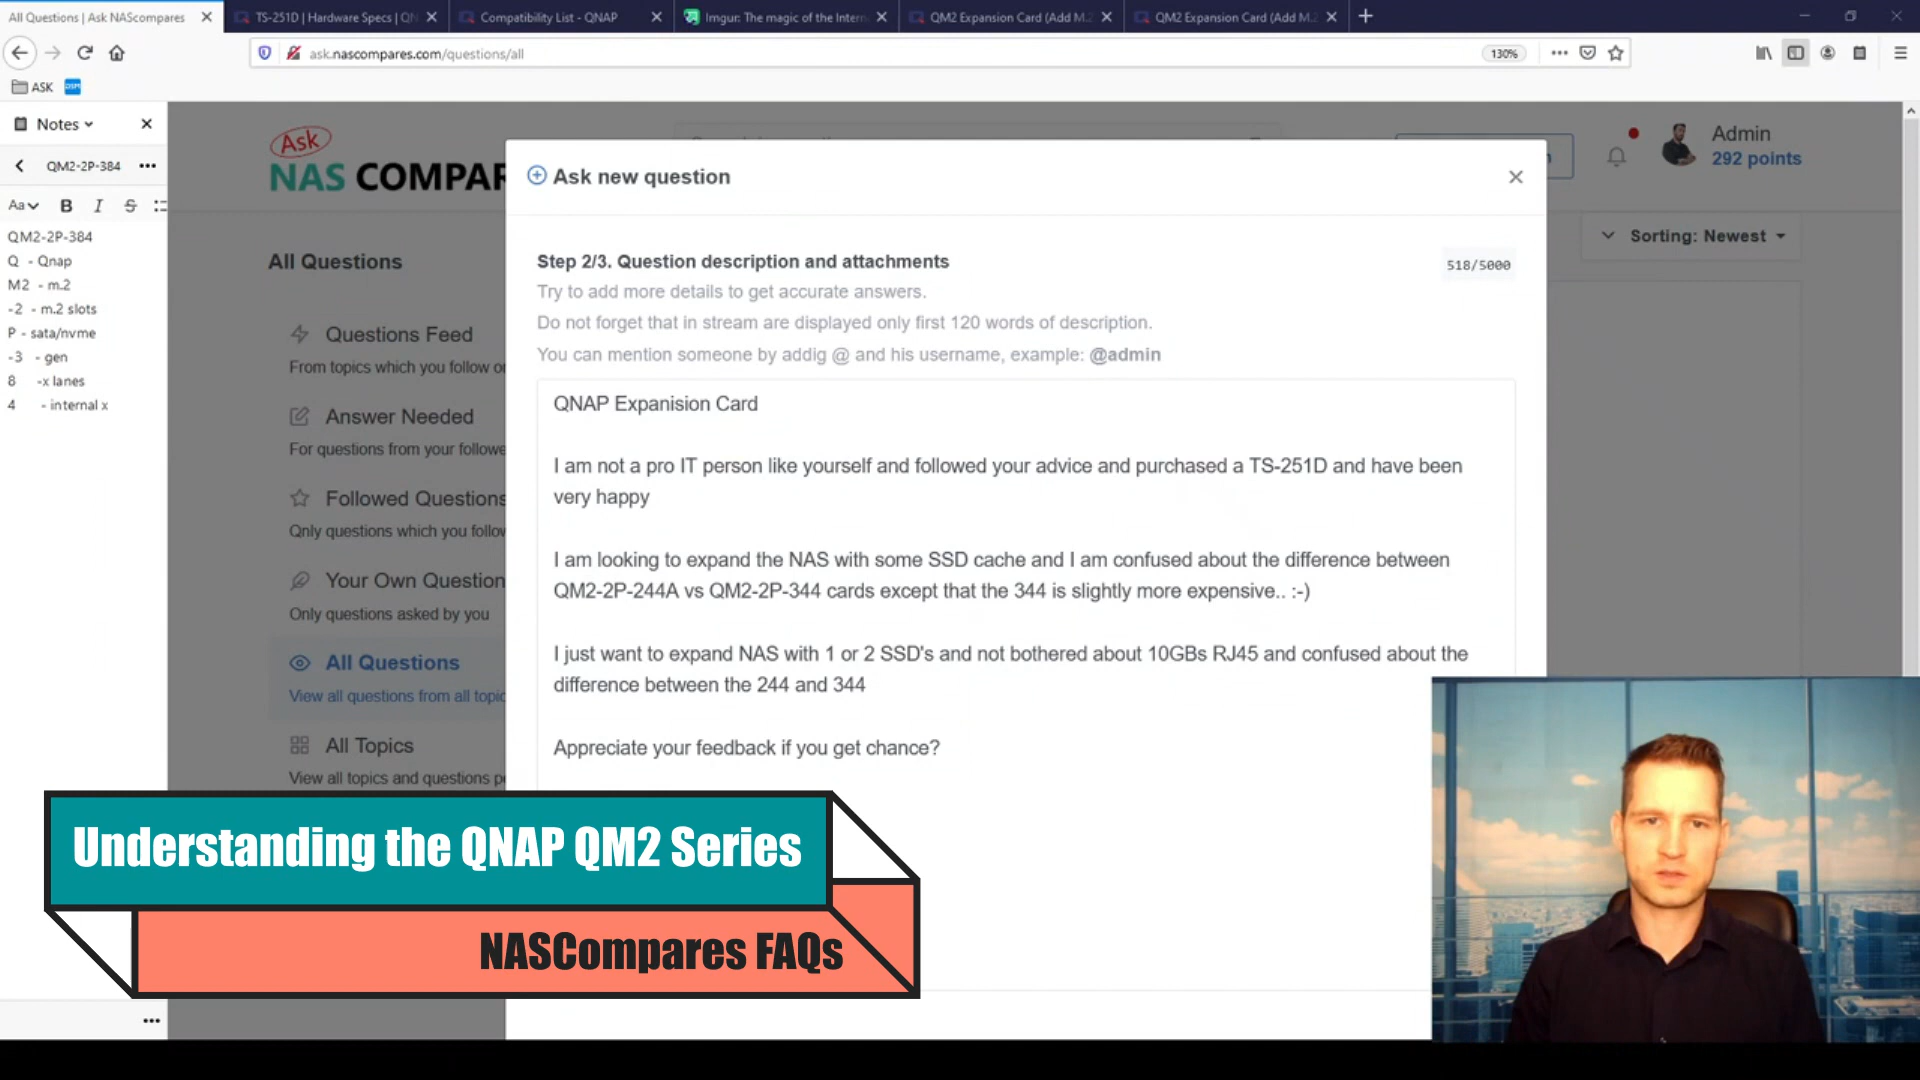 All Questions | Ask NAScompares
TS-251D | Hardware Specs | QN
Compatibility List - QNAP
Imgur: The magic of the Intern
QM2 Expansion Card (Add M.2
QM2 Expansion Card (Add M.2
ask.nascompares.com/questions/all
130%
ASK
Notes
QM2-2P-384
Aa B I S
QM2-2P-384
Q - Qnap
M2 - m.2
-2 - m.2 slots
P - sata/nvme
-3 - gen
8 -x lanes
4 - internal x
Ask
NAS COMPAR
Admin
292 points
Sorting: Newest
All Questions
Questions Feed
From topics which you follow or
Answer Needed
For questions from your followe
Followed Questions
Qnly questions which you follow
Your Own Question
Only questions asked by you
All Questions
View all questions from all topic
All Topics
View all topics and questions pe
Ask new question
Step 2/3. Question description and attachments
518/5000
Try to add more details to get accurate answers.
Do not forget that in stream are displayed only first 120 words of description.
You can mention someone by addig @ and his username, example: @admin
QNAP Expanision Card
I am not a pro IT person like yourself and followed your advice and purchased a TS-251D and have been
very happy
I am looking to expand the NAS with some SSD cache and I am confused about the difference between
QM2-2P-244A vs QM2-2P-344 cards except that the 344 is slightly more expensive.. :-)
I just want to expand NAS with 1 or 2 SSD's and not bothered about 10GBs RJ45 and confused about the
difference between the 244 and 344
Appreciate your feedback if you get chance?
Understanding the QNAP QM2 Series
NASCompares FAQs